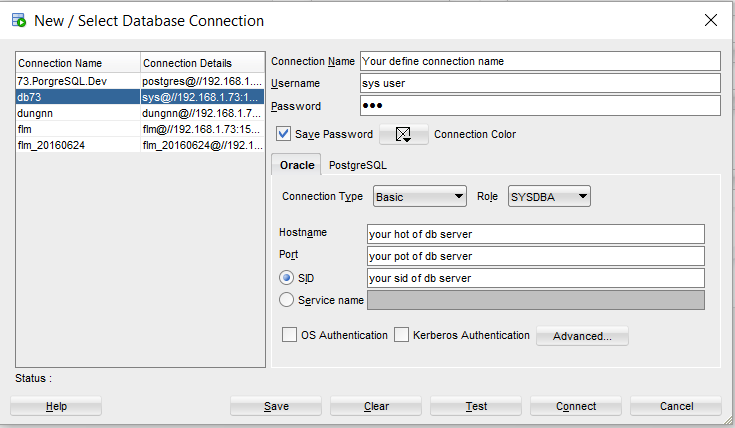 New / Select Database Connection
Connection Name Connection Details
73.PorgreSQL.Dev postgres@//192.168.1....
db73 sys@//192.168.73:1...
dungnn dungnn@//192.168.1.7...
flm flm@//192.168.1.73:15...
flm_20160624 flm_20160624@//192.1...
Connection Name Your define connection name
Username sys user
Password ●●●
Save Password Connection Color
Oracle PostgreSQL
Connection Type Basic Role SYSDBA
Hostname your hot of db server
Port your pot of db server
SID your sid of db server
Service name
OS Authentication Kerberos Authentication Advanced...
Status :
Help Save Clear Test Connect Cancel